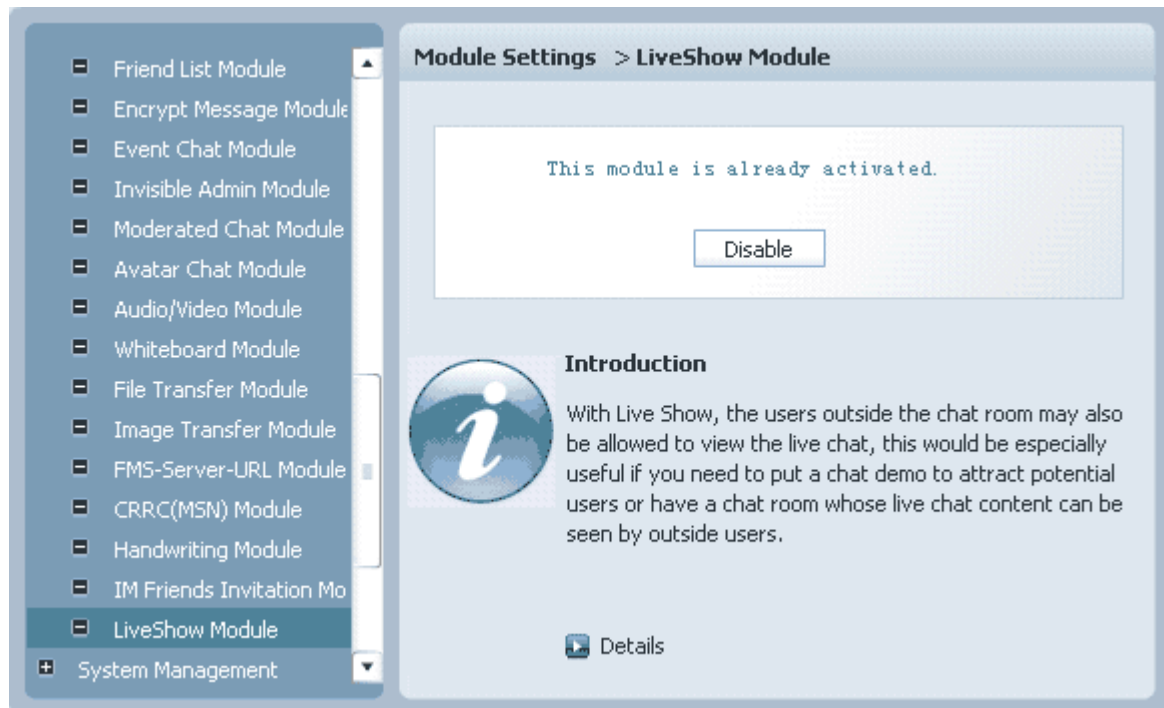 Friend List Module
Encrypt Message Module
Event Chat Module
Invisible Admin Module
Moderated Chat Module
Avatar Chat Module
Audio/Video Module
Whiteboard Module
File Transfer Module
Image Transfer Module
FMS-Server-URL Module
CRRC(MSN) Module
Handwriting Module
IM Friends Invitation Mo
LiveShow Module
System Management
Module Settings > LiveShow Module
This module is already activated.
Disable
Introduction
With Live Show, the users outside the chat room may also
be allowed to view the live chat, this would be especially
useful if you need to put a chat demo to attract potential
users or have a chat room whose live chat content can be
seen by outside users.
Details